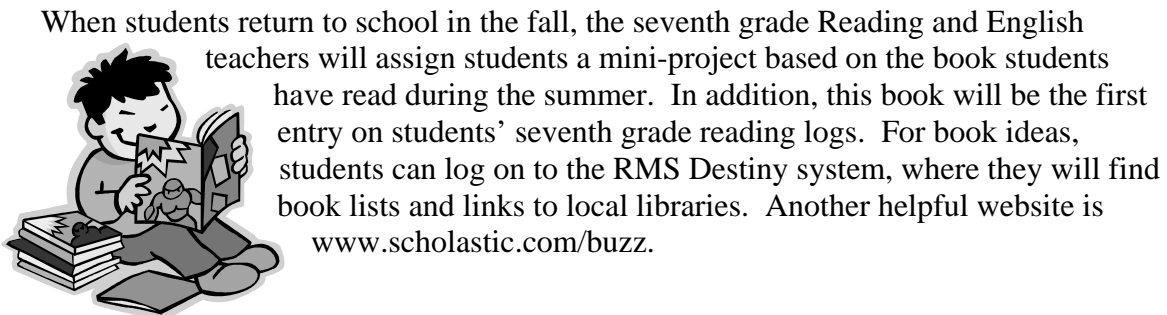 When students return to school in the fall, the seventh grade Reading and English
teachers will assign students a mini-project based on the book students
have read during the summer.  In addition, this book will be the first
entry on students’ seventh grade reading logs.  For book ideas,
students can log on to the RMS Destiny system, where they will find
book lists and links to local libraries.  Another helpful website is
www.scholastic.com/buzz.